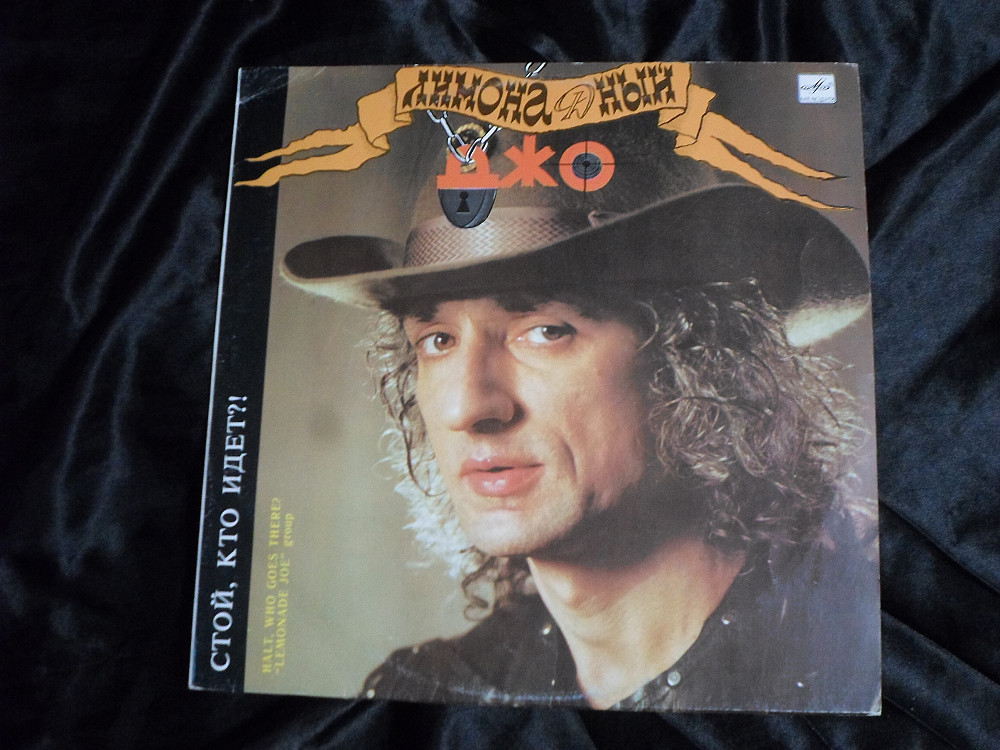 ЛИМОНАДНЫЙ
ДЖО
СТОЙ, КТО ИДЕТ?!
HALT, WHO GOES THERE?
"LEMONADE JOE" group